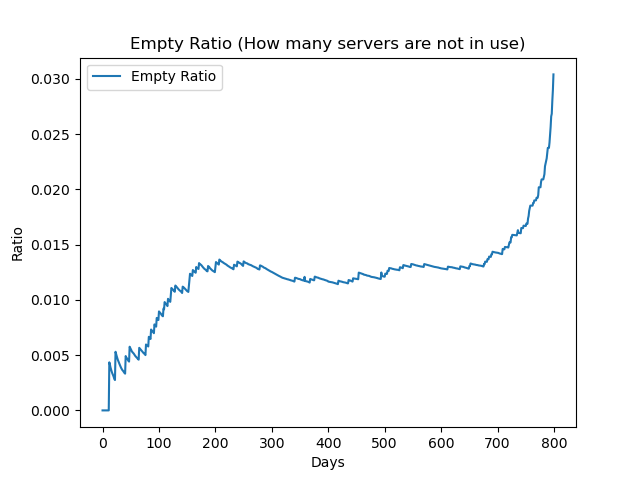 Empty Ratio (How many servers are not in use)
Empty Ratio
0.030
0.025
0.020
0.015
0.010
0.005
0.000
Ratio
0 100 200 300 400 500 600 700 800
Days